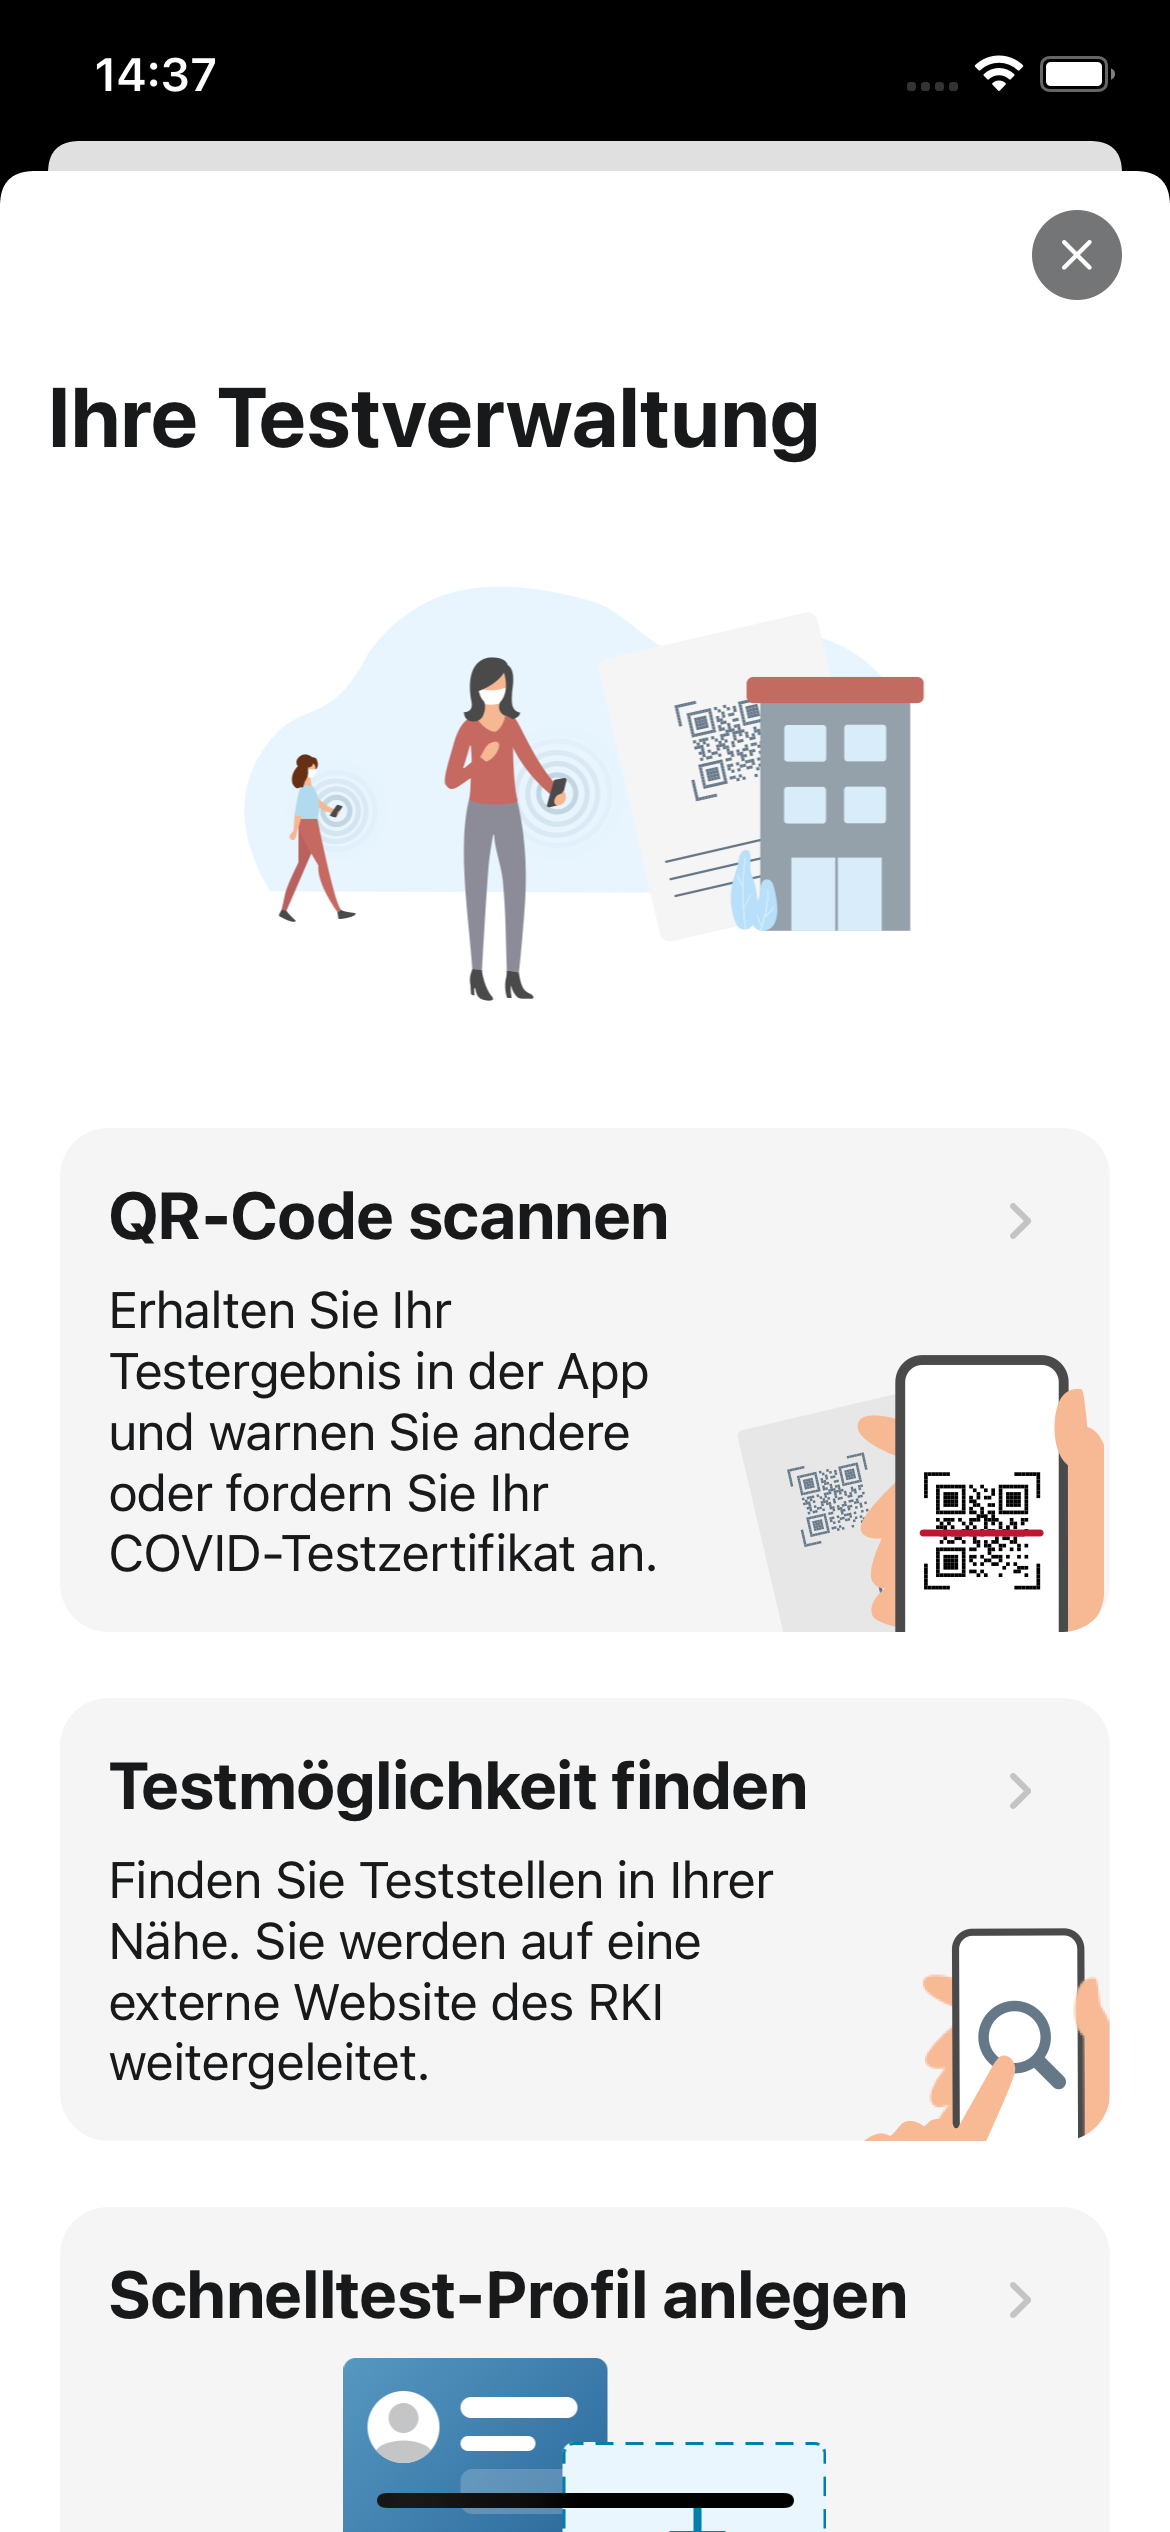 14:37
Ihre Testverwaltung
QR-Code scannen
Erhalten Sie Ihr
Testergebnis in der App
und warnen Sie andere
oder fordern Sie Ihr
COVID-Testzertifikat an.
Testmöglichkeit finden
Finden Sie Teststellen in Ihrer
Nähe. Sie werden auf eine
externe Website des RKI
weitergeleitet.
Schnelltest-Profil anlegen